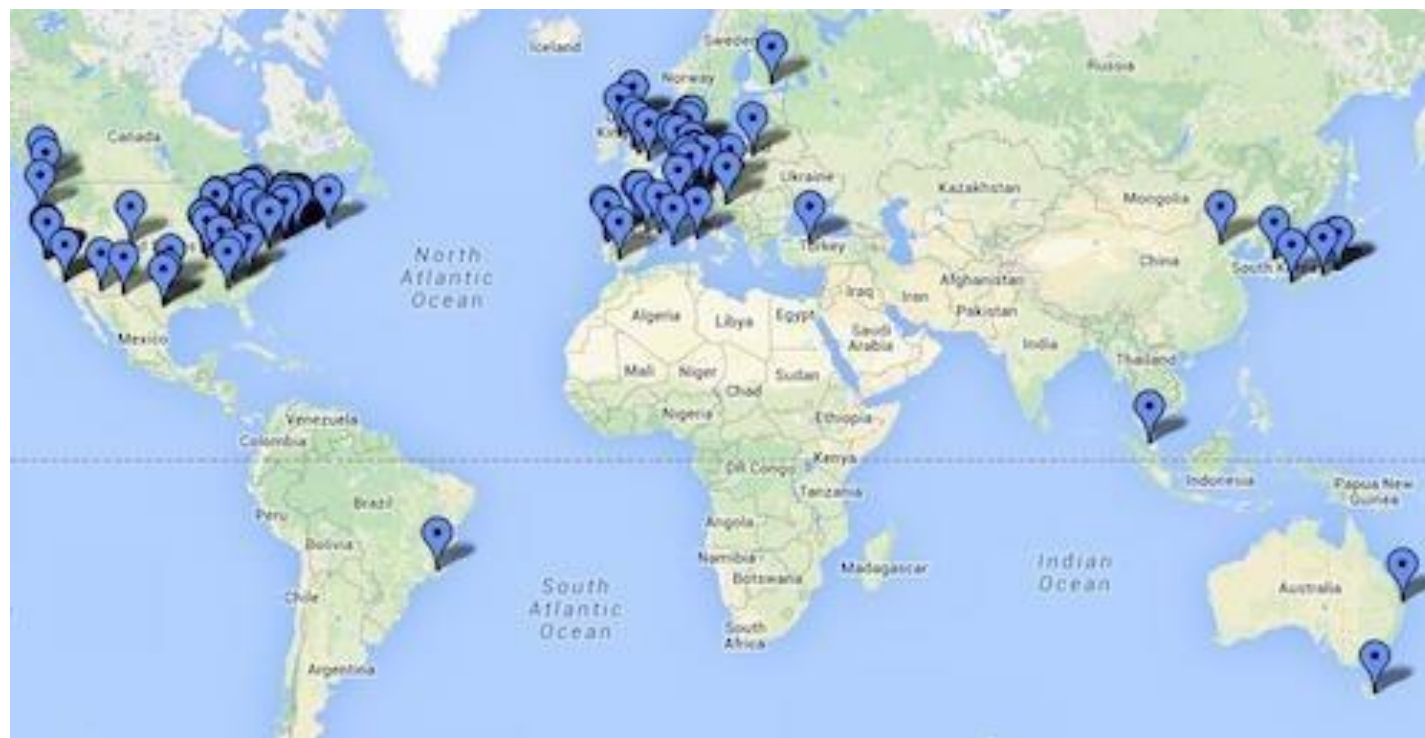 Iceland
Sweden
Norway
Russia
Canada
Ukraine
Kazakhstan
Mongolia
North
Atlantic
Ocean
Turkey
China
Afghanistan
Iraq
Iran
Pakistan
Algeria
Libya
Egypt
Saudi
Arabia
India
Mexico
Thailand
Mali
Niger
Chad
Sudan
Nigeria
Ethiopia
Venezuela
Colombia
DR Congo
Kenya
Indonesia
Papua New
Guinea
Tanzania
Peru
Brazil
Angola
Bolivia
Namibia
Botswana
Madagascar
Indian
Ocean
Australia
Chile
South
Atlantic
Ocean
South
Africa
Argentina
South